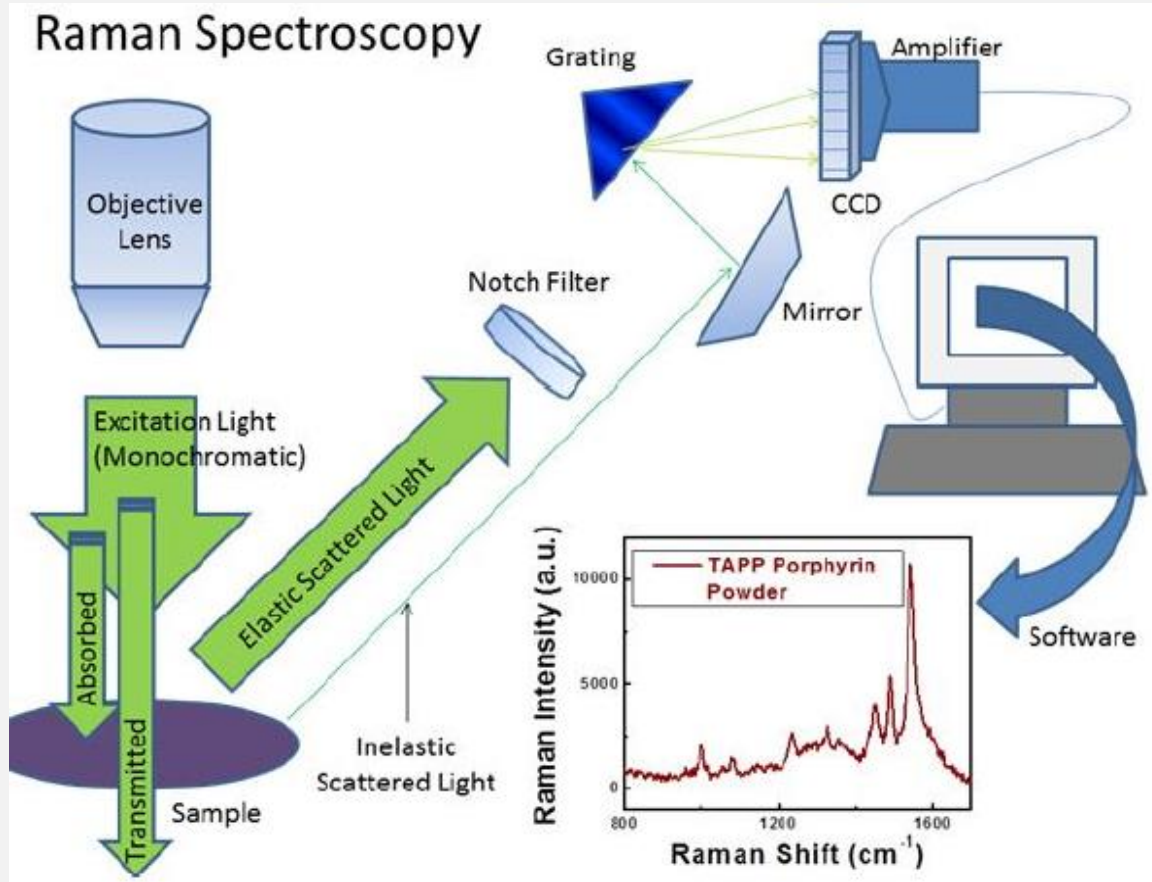 Raman Spectroscopy
Grating
Amplifier
Objective
Lens
CCD
Notch Filter
Mirror
Excitation Light
(Monochromatic)
Elastic Scattered Light
Absorbed
Transmitted
Inelastic
Scattered Light
Sample
Software
TAPP Porphyrin
Powder
10000
5000
0
Raman Intensity (a.u.)
800 1200 1600
Raman Shift (cm⁻¹)